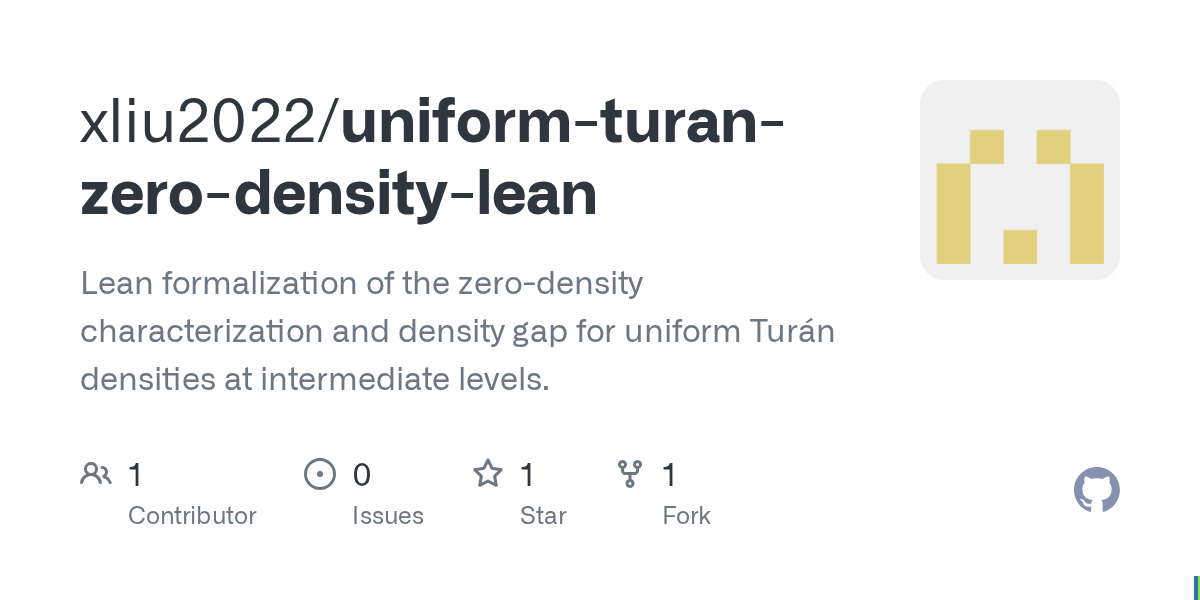 xliu2022/uniform-turan-
zero-density-lean
Lean formalization of the zero-density
characterization and density gap for uniform Turán
densities at intermediate levels.
1 0 1 1
Contributor Issues Star Fork